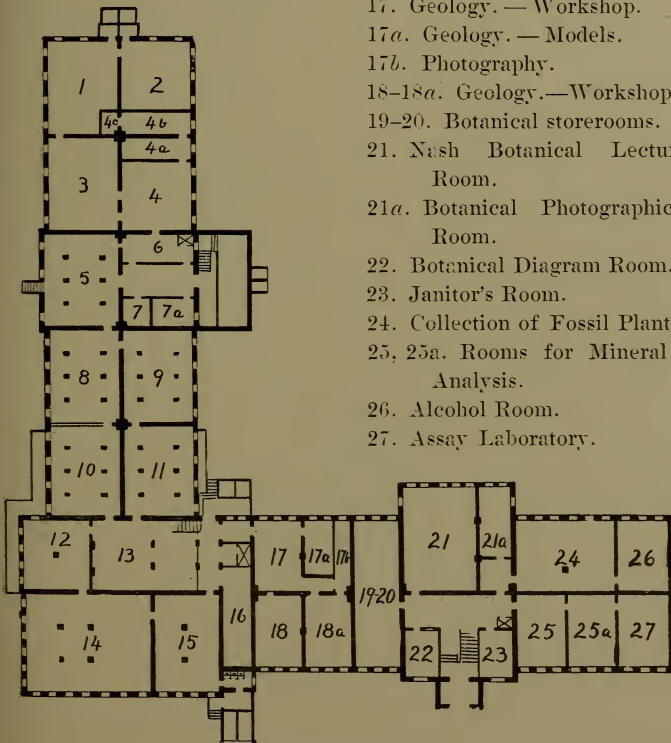 17. Geology. — Workshop.
17a. Geology. — Models.
17b. Photography.
18–18a. Geology.—Workshop
19–20. Botanical storerooms.
21. Nash Botanical Lectu
Room.
21a. Botanical Photographic
Room.
22. Botanical Diagram Room.
23. Janitor's Room.
24. Collection of Fossil Plant
25, 25a. Rooms for Mineral
Analysis.
26. Alcohol Room.
27. Assay Laboratory.
1
2
4c
4b
4a
3
4
6
5
7
7a
8
9
10
11
12
13
14
15
16
17
17a
17b
18
18a
19-20
21
21a
22
23
24
26
25
25a
27